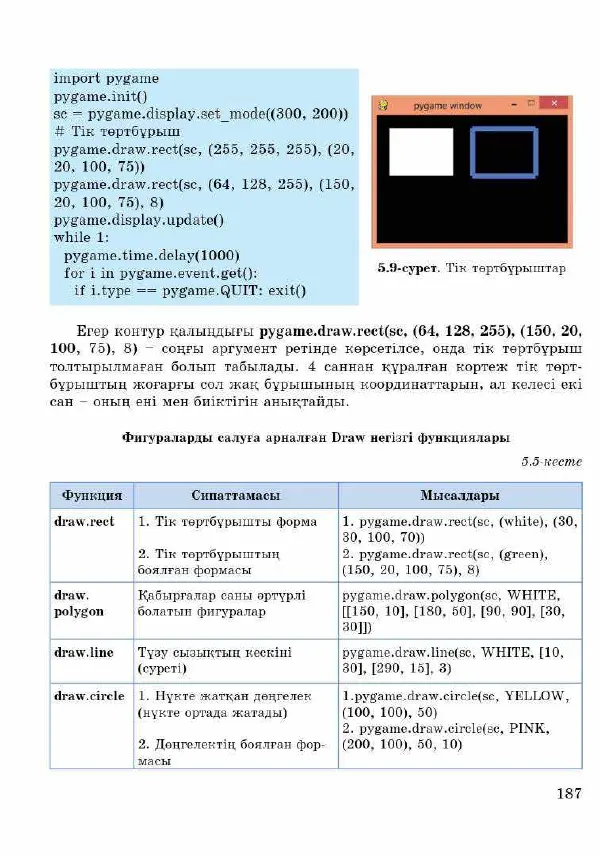 import pygame
pygame.init()
sc = pygame.display.set_mode((300, 200))
# Тік төртбұрыш
pygame.draw.rect(sc, (255, 255, 255), (20,
20, 100, 75))
pygame.draw.rect(sc, (64, 128, 255), (150,
20, 100, 75), 8)
pygame.display.update()
while 1:
pygame.time.delay(1000)
for i in pygame.event.get():
if i.type == pygame.QUIT: exit()
pygame window
5.9-сурет. Тік төртбұрыштар
Егер контур қалыңдығы pygame.draw.rect(sc, (64, 128, 255), (150, 20,
100, 75), 8) – соңғы аргумент ретінде көрсетілсе, онда тік төртбұрыш
толтырылмаған болып табылады. 4 саннан құралған кортеж тік төрт-
бұрыштың жоғарғы сол жақ бұрышының координаттарын, ал келесі екі
сан – оның ені мен биіктігін анықтайды.
Фигураларды салуға арналған Draw негізгі функциялары
5.5-кесте
Функция Сипаттамасы Мысалдары
draw.rect
1. Тік төртбұрышты форма
2. Тік төртбұрыштың
боялған формасы
1. pygame.draw.rect(sc, (white), (30,
30, 100, 70))
2. pygame.draw.rect(sc, (green),
(150, 20, 100, 75), 8)
draw.
polygon
Қабырғалар саны әртүрлі
болатын фигуралар
pygame.draw.polygon(sc, WHITE,
[[150, 10], [180, 50], [90, 90], [30,
30]])
draw.line
Түзу сызықтың кескіні
(суреті)
pygame.draw.line(sc, WHITE, [10,
30], [290, 15], 3)
draw.circle
1. Нүкте жатқан дөңгелек
(нүкте ортада жатады)
2. Дөңгелектің боялған фор-
масы
1.pygame.draw.circle(sc, YELLOW,
(100, 100), 50)
2. pygame.draw.circle(sc, PINK,
(200, 100), 50, 10)
187